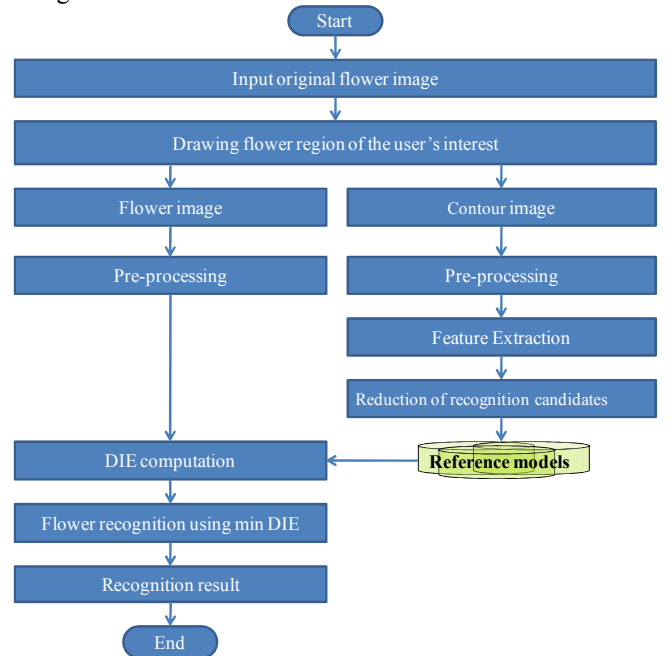 Start
Input original flower image
Drawing flower region of the user's interest
Flower image
Contour image
Pre-processing
Pre-processing
Feature Extraction
Reduction of recognition candidates
DIE computation
Reference models
Flower recognition using min DIE
Recognition result
End